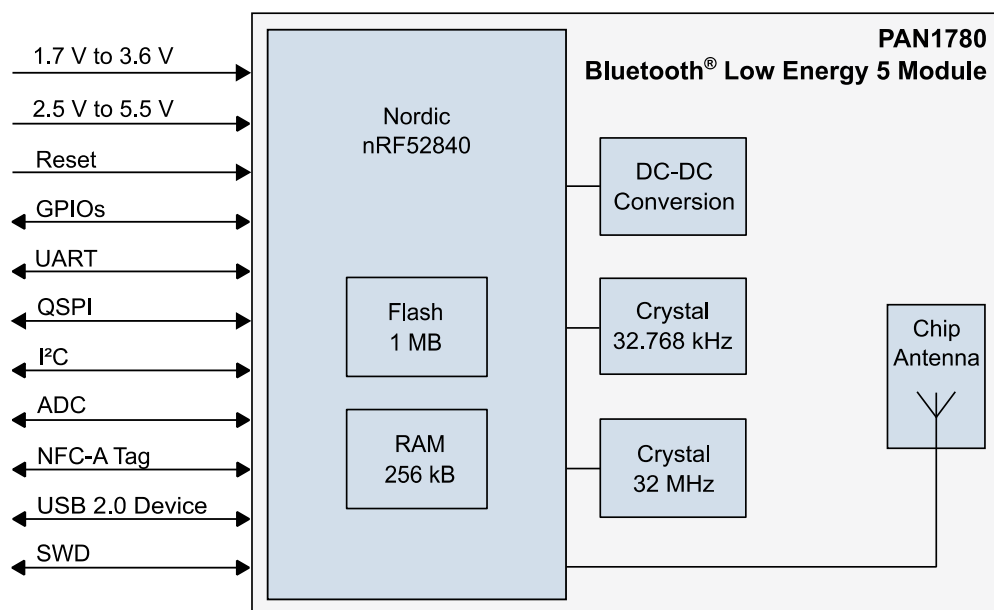 PAN1780
Bluetooth® Low Energy 5 Module
1.7 V to 3.6 V
2.5 V to 5.5 V
Reset
GPIOs
UART
QSPI
I²C
ADC
NFC-A Tag
USB 2.0 Device
SWD
Nordic
nRF52840
Flash
1 MB
RAM
256 kB
DC-DC
Conversion
Crystal
32.768 kHz
Crystal
32 MHz
Chip
Antenna